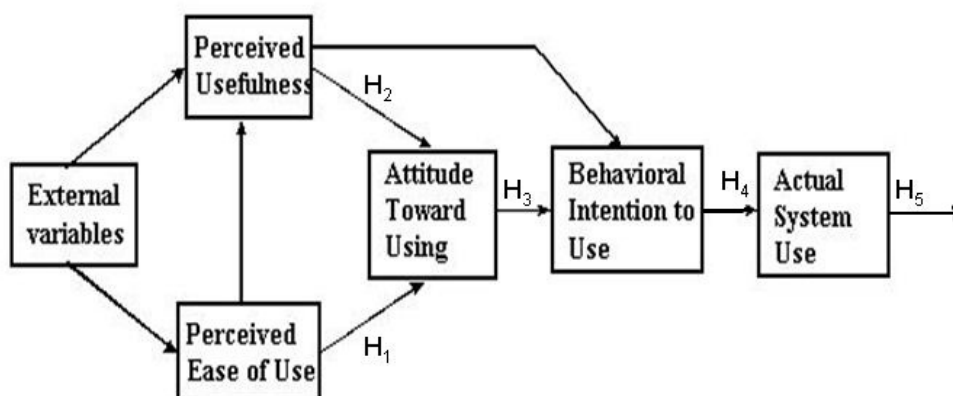 Perceived
Usefulness
H2
External
variables
Attitude
Toward
Using
H3
Behavioral
Intention to
Use
H4
Actual
System
Use
H5
Perceived
Ease of Use
H1